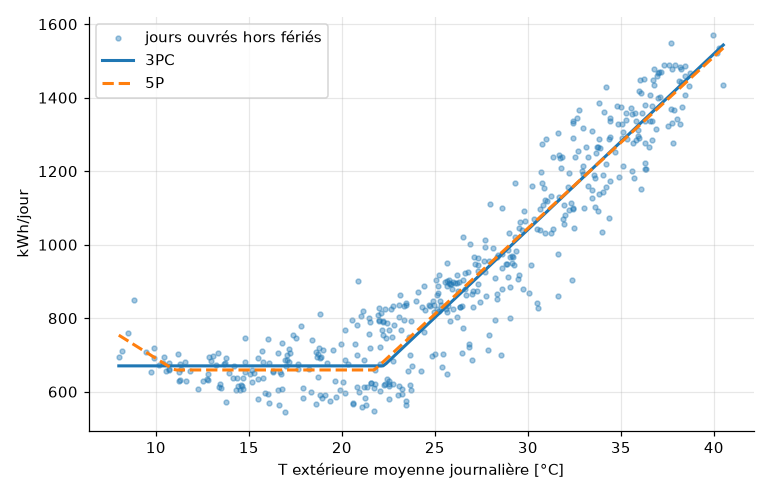 1600
1400
1200
1000
800
600
kWh/jour
jours ouvrés hors fériés
3PC
5P
10 15 20 25 30 35 40
T extérieure moyenne journalière [°C]